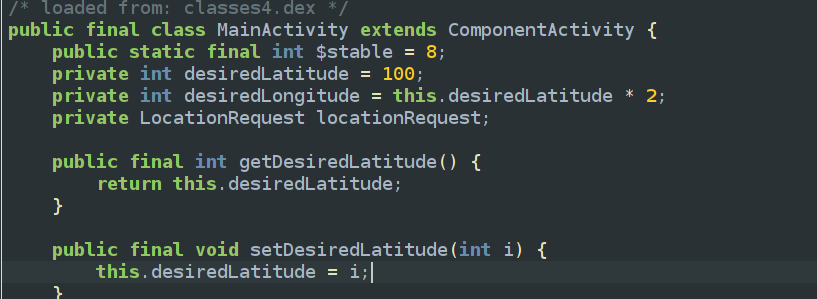 /* loaded from: classes4.dex */
public final class MainActivity extends ComponentActivity {
    public static final int $stable = 8;
    private int desiredLatitude = 100;
    private int desiredLongitude = this.desiredLatitude * 2;
    private LocationRequest locationRequest;

    public final int getDesiredLatitude() {
        return this.desiredLatitude;
    }

    public final void setDesiredLatitude(int i) {
        this.desiredLatitude = i;
    }